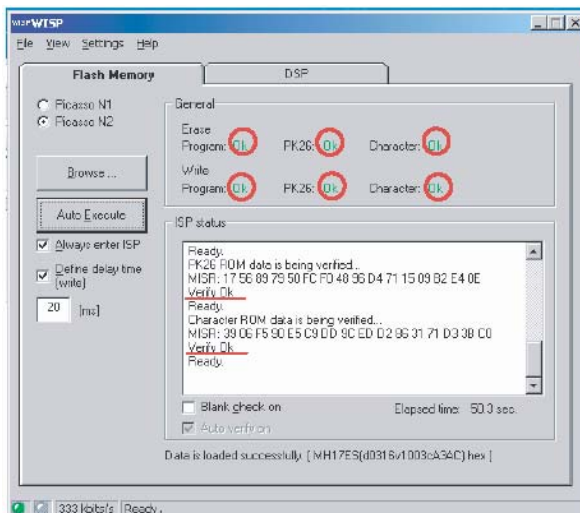 WISP WISP
File View Settings Help
Flash Memory DSP
Picasso N1
Picasso N2
Browse ...
Auto Execute
Always enter ISP
Define delay time
(write)
20 [ms]
General
Erase
Program: Ok PK26: Ok Character: Ok
Write
Program: Ok PK26: Ok Character: Ok
ISP status
Ready.
PK26 ROM data is being verified...
MISR: 17 56 89 79 50 FC F0 48 96 D4 71 15 09 B2 E4 0E
Verify Ok
Ready.
Character ROM data is being verified...
MISR: 39 06 F5 90 E5 C9 DD 9C ED D2 86 31 71 D3 3B C0
Verify Ok
Ready.
Blank check on
Elapsed time: 50.3 sec.
Auto verify on
Data is loaded successfully. [ MH17ES(d0316v1003cA3AC).hex ]
333 kbits/s Ready.